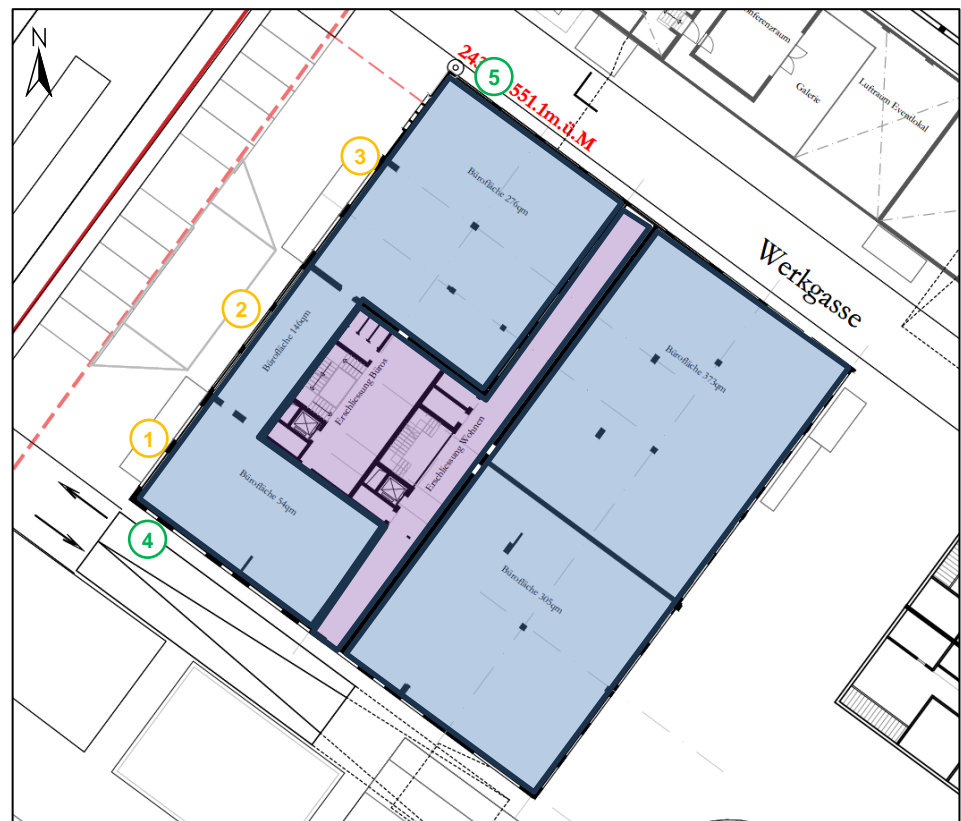 N
Konferenzraum
Galerie
Luftraum Eventlokal
5
551.1m.ü.M
3
Bürofläche 276qm
Werkgasse
2
Bürofläche 146qm
Bürofläche 373qm
Erschliessung Büros
Erschliessung Wohnen
1
Bürofläche 54qm
4
Bürofläche 305qm